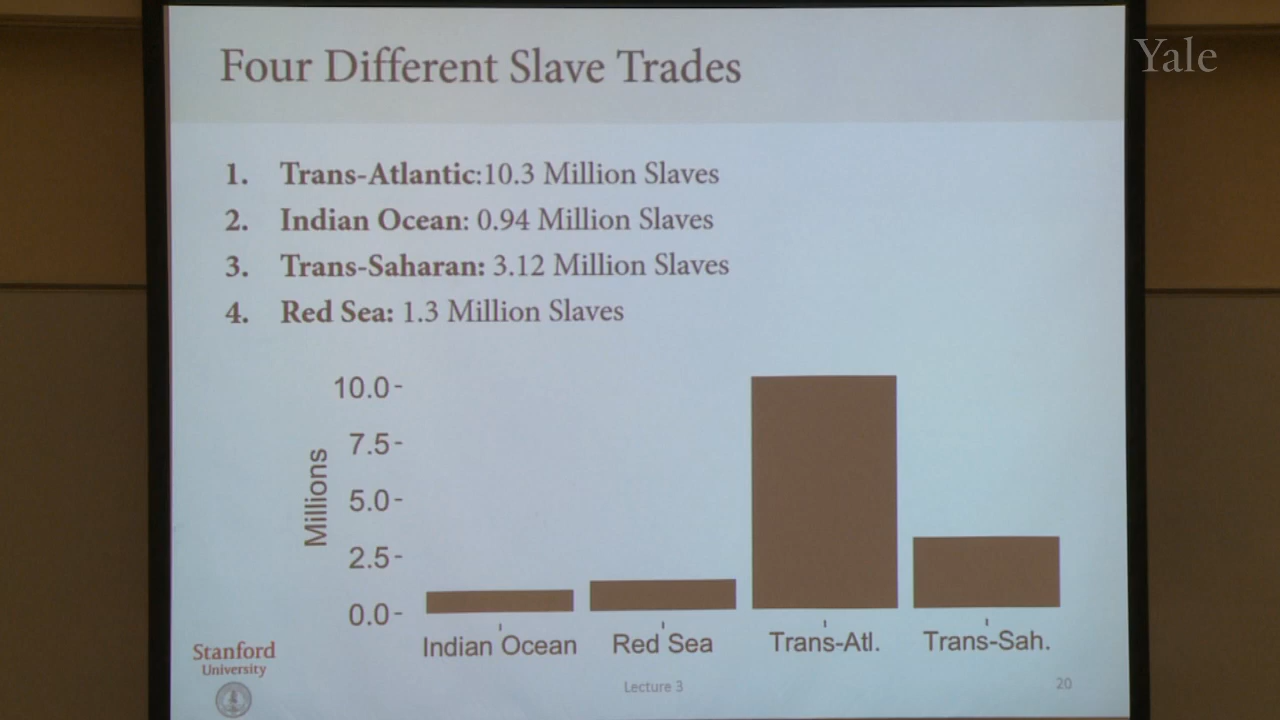 Four Different Slave Trades
Yale
1. Trans-Atlantic:10.3 Million Slaves
2. Indian Ocean: 0.94 Million Slaves
3. Trans-Saharan: 3.12 Million Slaves
4. Red Sea: 1.3 Million Slaves
Millions
10.0
7.5
5.0
2.5
0.0
Indian Ocean Red Sea Trans-Atl. Trans-Sah.
Stanford
University
Lecture 3
20